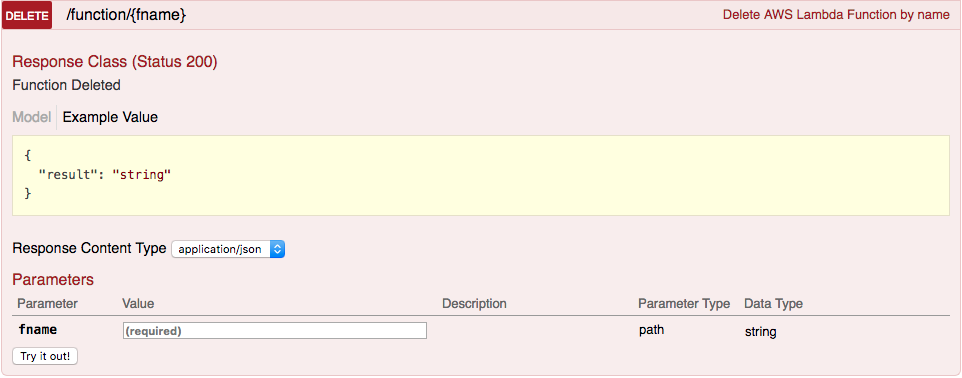 DELETE /function/{fname} Delete AWS Lambda Function by name
Response Class (Status 200)
Function Deleted
Model Example Value
{
"result": "string"
}
Response Content Type application/json
Parameters
Parameter Value Description Parameter Type Data Type
fname (required) path string
Try it out!